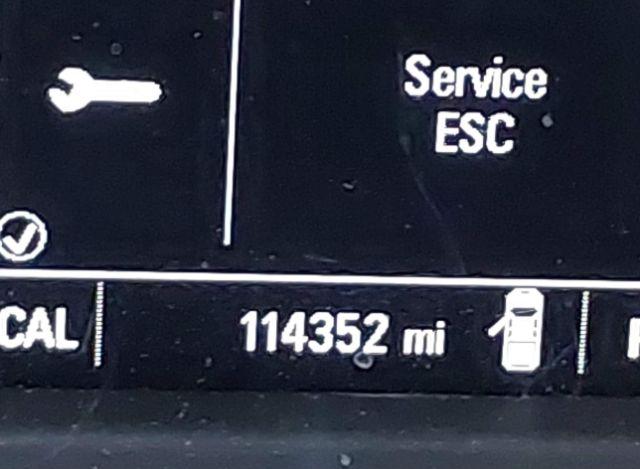 Service
ESC
CAL
114352 mi